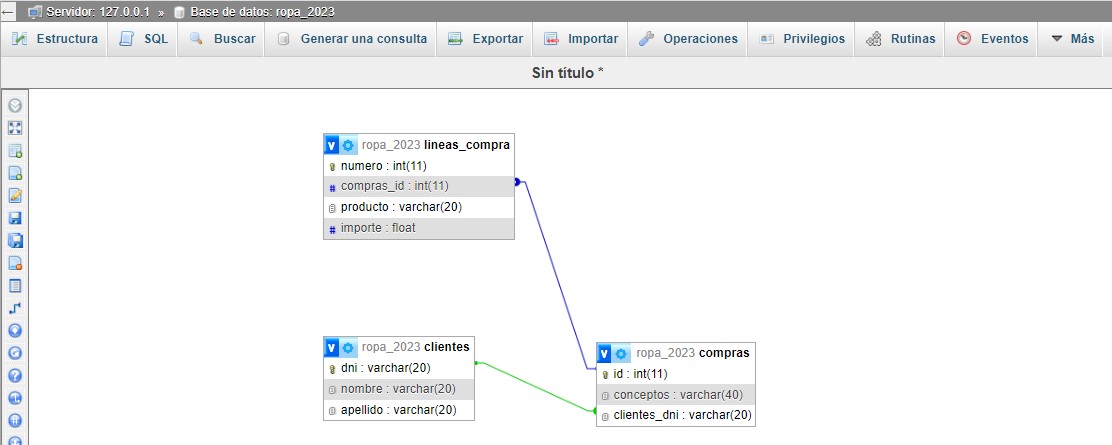 Servidor: 127.0.0.1 » Base de datos: ropa_2023
Estructura SQL Buscar Generar una consulta Exportar Importar Operaciones Privilegios Rutinas Eventos Más
Sin título *
ropa_2023 lineas_compra
numero : int(11)
compras_id : int(11)
producto : varchar(20)
importe : float
ropa_2023 clientes
dni : varchar(20)
nombre : varchar(20)
apellido : varchar(20)
ropa_2023 compras
id : int(11)
conceptos : varchar(40)
clientes_dni : varchar(20)